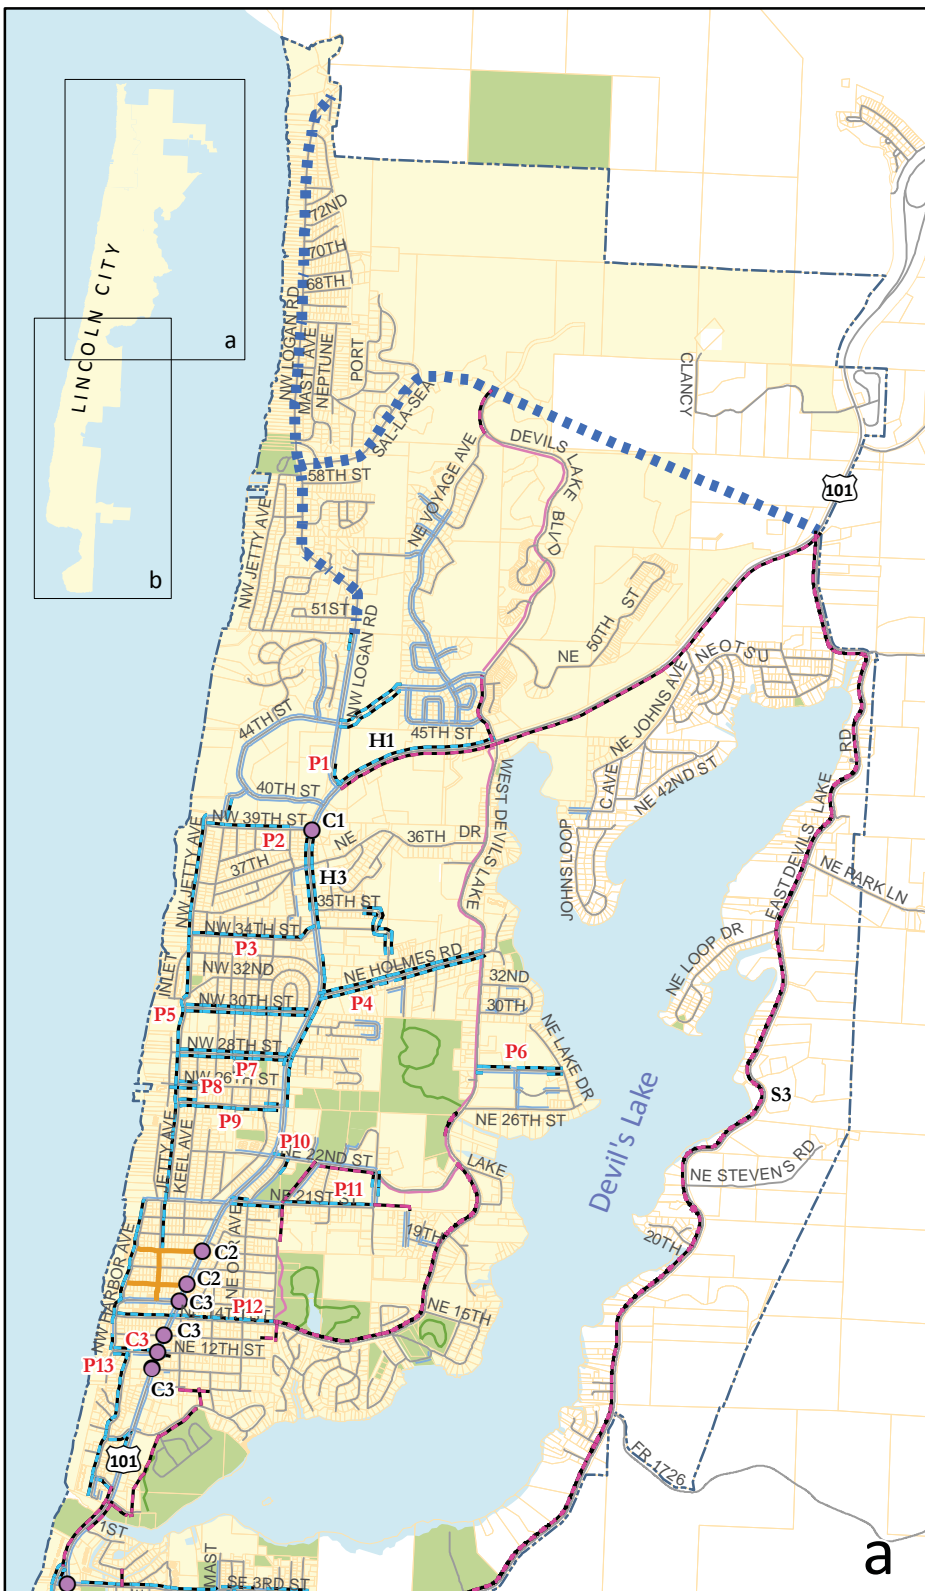 LINCOLN CITY
a
b
72ND
70TH
68TH
NW LOGAN RD
MAST AVE
NEPTUNE
PORT
SAL-LA-SEA
58TH ST
CLANCY
101
DEVILS LAKE BLVD
NE VOYAGE AVE
NW JETTY AVE
51ST
NW LOGAN RD
NE 50TH ST
NEOTSU
44TH ST
45TH ST
H1
NE JOHNS AVE
P1
40TH ST
WEST DEVILS LAKE
C AVE
NE 42ND ST
NW 39TH ST
C1
P2
NE 36TH DR
37TH
H3
JOHNS LOOP
EAST DEVILS LAKE RD
NE PARK LN
NW JETTY AVE
35TH ST
NW 34TH ST
P3
NE LOOP DR
NW 32ND
NE HOLMES RD
32ND
INLET
NW 30TH ST
P4
30TH
P5
NE LAKE DR
NW 28TH ST
P7
P6
NW 26TH ST
P8
Devil's Lake
S3
P9
NE 26TH ST
JETTY AVE
KEEL AVE
P10
NE 22ND ST
LAKE
NE STEVENS RD
P11
NE 21ST ST
19TH
20TH
NW HARBOR AVE
C2
C2
C3
P12
NE 16TH
C3
C3
NE 12TH ST
P13
C3
101
FR 1726
1ST
MAST
SE 3RD ST
a